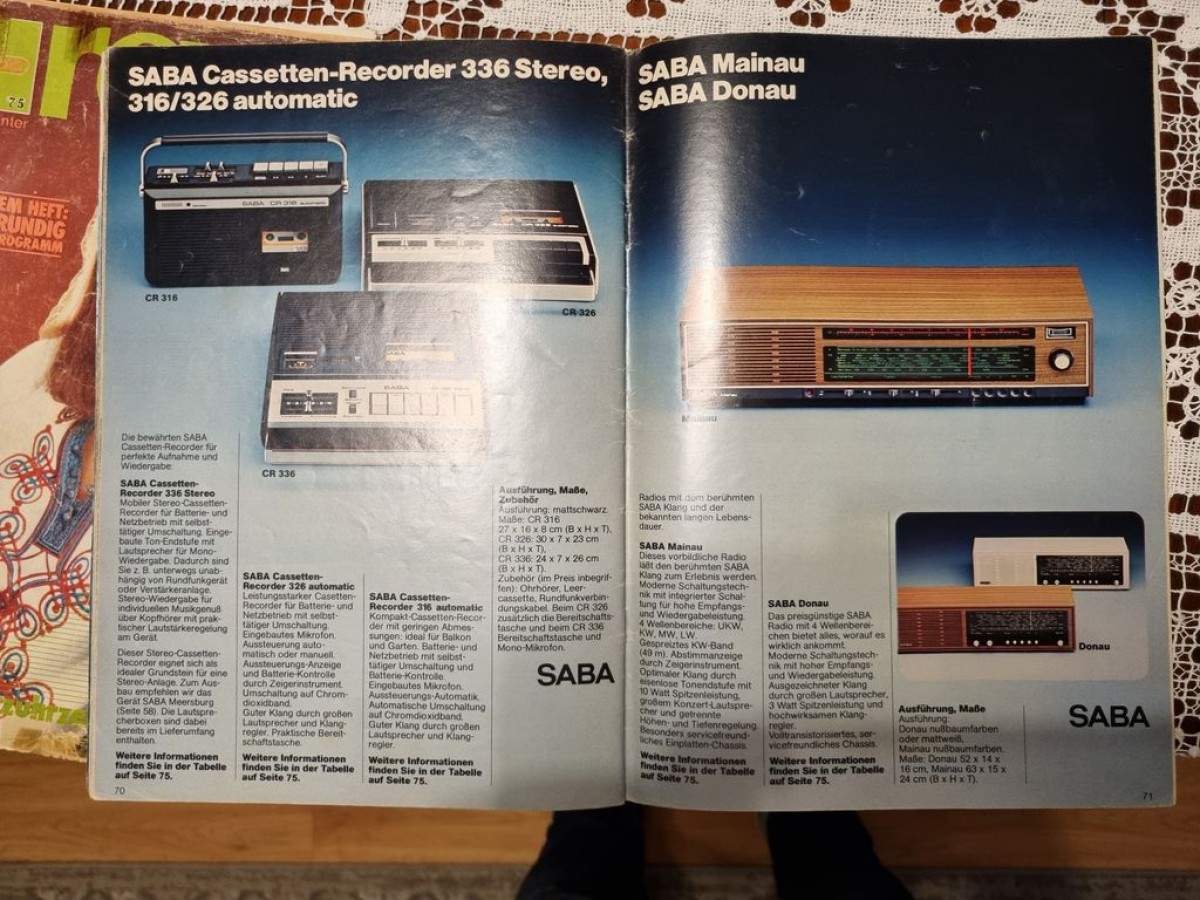 75
nter
EM HEFT:
RUNDIG
ROGRAMM
SABA Cassetten-Recorder 336 Stereo,
316/326 automatic
SABA CR 316
CR 316
CR 326
SABA
CR 336
Die bewährten SABA
Cassetten-Recorder für
perfekte Aufnahme und
Wiedergabe:
SABA Cassetten-
Recorder 336 Stereo
Mobiler Stereo-Cassetten-
Recorder für Batterie- und
Netzbetrieb mit selbst-
tätiger Umschaltung. Einge-
baute Ton-Endstufe mit
Lautsprecher für Mono-
Wiedergabe. Dadurch sind
Sie z. B. unterwegs unab-
hängig von Rundfunkgerät
oder Verstärkeranlage.
Stereo-Wiedergabe für
individuellen Musikgenuß
über Kopfhörer mit prak-
tischer Lautstärkeregelung
am Gerät.
Dieser Stereo-Cassetten-
Recorder eignet sich als
idealer Grundstein für eine
Stereo-Anlage. Zum Aus-
bau empfehlen wir das
Gerät SABA Meersburg
(Seite 58). Die Lautspre-
cherboxen sind dabei
bereits im Lieferumfang
enthalten.
Weitere Informationen
finden Sie in der Tabelle
auf Seite 75.
70
SABA Cassetten-
Recorder 326 automatic
Leistungsstarker Casetten-
Recorder für Batterie- und
Netzbetrieb mit selbst-
tätiger Umschaltung.
Eingebautes Mikrofon.
Aussteuerung auto-
matisch oder manuell.
Aussteuerungs-Anzeige
und Batterie-Kontrolle
durch Zeigerinstrument.
Umschaltung auf Chrom-
dioxidband.
Guter Klang durch großen
Lautsprecher und Klang-
regler. Praktische Bereit-
schaftstasche.
Weitere Informationen
finden Sie in der Tabelle
auf Seite 75.
SABA Cassetten-
Recorder 316 automatic
Kompakt-Cassetten-Recor-
der mit geringen Abmes-
sungen: ideal für Balkon
und Garten. Batterie- und
Netzbetrieb mit selbst-
tätiger Umschaltung und
Batterie-Kontrolle.
Eingebautes Mikrofon.
Aussteuerungs-Automatik.
Automatische Umschaltung
auf Chromdioxidband.
Guter Klang durch großen
Lautsprecher und Klang-
regler.
Weitere Informationen
finden Sie in der Tabelle
auf Seite 75.
Ausführung, Maße,
Zubehör
Ausführung: mattschwarz.
Maße: CR 316
27 x 16 x 8 cm (B x H x T),
CR 326: 30 x 7 x 23 cm
(B x H x T),
CR 336: 24 x 7 x 26 cm
(B x H x T).
Zubehör (im Preis inbegrif-
fen): Ohrhörer, Leer-
cassette, Rundfunkverbin-
dungskabel. Beim CR 326
zusätzlich die Bereitschafts-
tasche und beim CR 336
Bereitschaftstasche und
Mono-Mikrofon.
SABA
SABA Mainau
SABA Donau
Mainau
Radios mit dem berühmten
SABA Klang und der
bekannten langen Lebens-
dauer.
SABA Mainau
Dieses vorbildliche Radio
läßt den berühmten SABA
Klang zum Erlebnis werden.
Moderne Schaltungstech-
nik mit integrierter Schal-
tung für hohe Empfangs-
und Wiedergabeleistung.
4 Wellenbereiche: UKW,
KW, MW, LW.
Gespreiztes KW-Band
(49 m). Abstimmanzeige
durch Zeigerinstrument.
Optimaler Klang durch
eisenlose Tonendstufe mit
10 Watt Spitzenleistung,
großem Konzert-Lautspre-
cher und getrennte
Höhen- und Tiefenregelung.
Besonders servicefreund-
liches Einplatten-Chassis.
Weitere Informationen
finden Sie in der Tabelle
auf Seite 75.
SABA Donau
Das preisgünstige SABA
Radio mit 4 Wellenberei-
chen bietet alles, worauf es
wirklich ankommt.
Moderne Schaltungstech-
nik mit hoher Empfangs-
und Wiedergabeleistung.
Ausgezeichneter Klang
durch großen Lautsprecher,
3 Watt Spitzenleistung und
hochwirksamen Klang-
regler.
Volltransistorisiertes, ser-
vicefreundliches Chassis.
Weitere Informationen
finden Sie in der Tabelle
auf Seite 75.
Donau
Ausführung, Maße
Ausführung:
Donau nußbaumfarben
oder mattweiß,
Mainau nußbaumfarben.
Maße: Donau 52 x 14 x
16 cm, Mainau 63 x 15 x
24 cm (B x H x T).
SABA
71